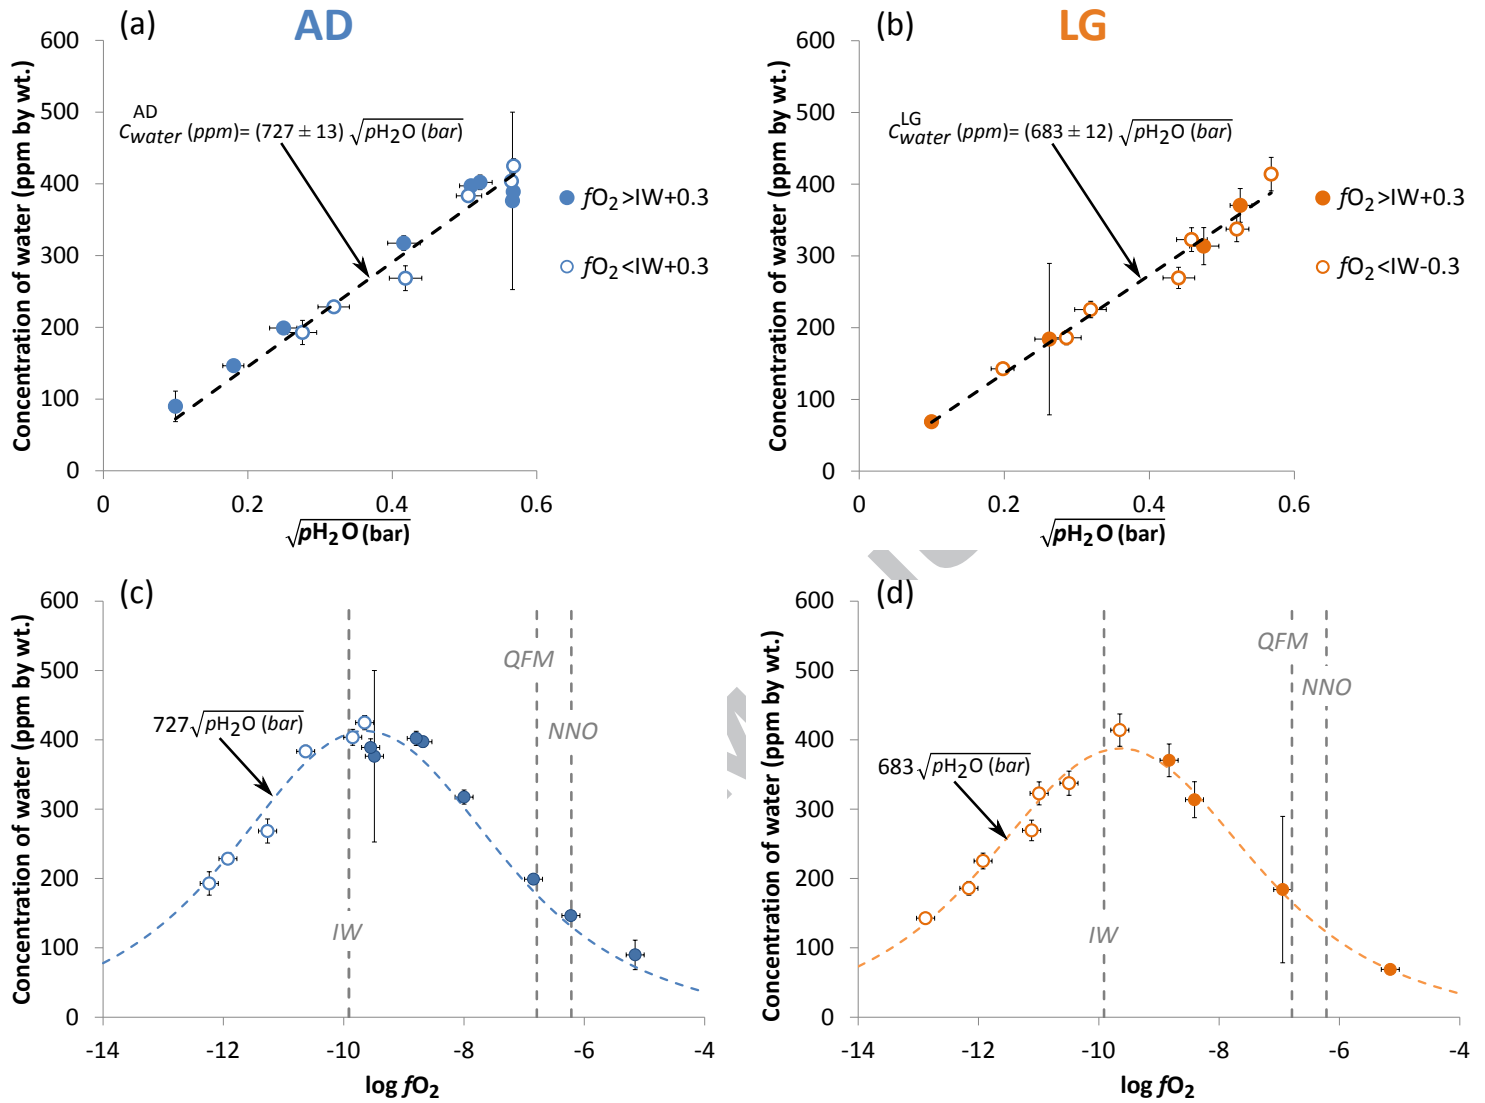 (a) AD
Concentration of water (ppm by wt.)
600
500
400
300
200
100
0
C_water^AD (ppm)= (727 ± 13) √pH₂O (bar)
fO₂>IW+0.3
fO₂<IW+0.3
0 0.2 0.4 0.6
√pH₂O (bar)
(b) LG
Concentration of water (ppm by wt.)
600
500
400
300
200
100
0
C_water^LG (ppm)= (683 ± 12) √pH₂O (bar)
fO₂>IW+0.3
fO₂<IW-0.3
0 0.2 0.4 0.6
√pH₂O (bar)
(c)
Concentration of water (ppm by wt.)
600
500
400
300
200
100
0
QFM
NNO
727√pH₂O (bar)
IW
-14 -12 -10 -8 -6 -4
log fO₂
(d)
Concentration of water (ppm by wt.)
600
500
400
300
200
100
0
QFM
NNO
683√pH₂O (bar)
IW
-14 -12 -10 -8 -6 -4
log fO₂